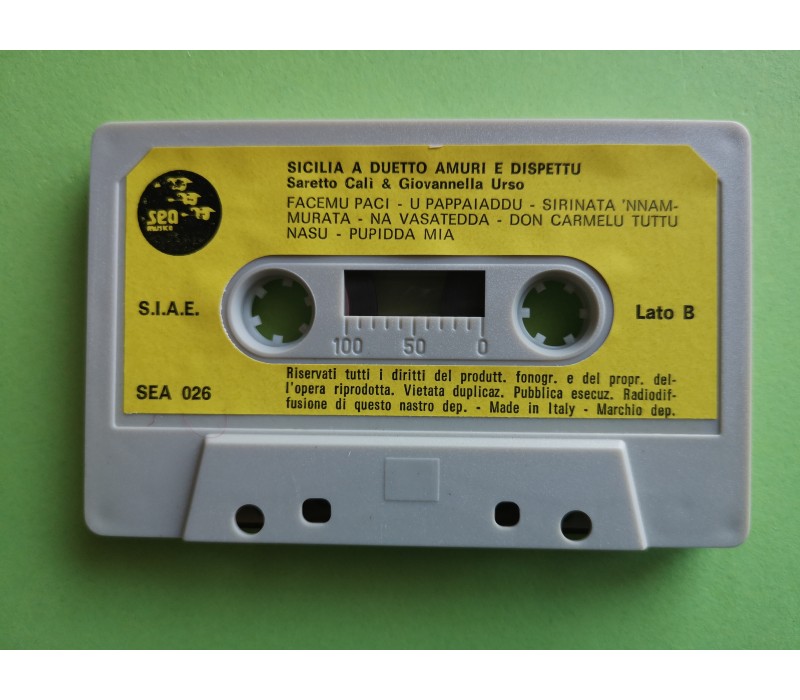 SICILIA A DUETTO AMURI E DISPETTU
Saretto Calì & Giovannella Urso
FACEMU PACI - U PAPPAIADDU - SIRINATA 'NNAM-
MURATA - NA VASATEDDA - DON CARMELU TUTTU
NASU - PUPIDDA MIA
sea
MUSICA
S.I.A.E.
Lato B
100 50 0
SEA 026
Riservati tutti i diritti del produtt. fonogr. e del propr. del-
l'opera riprodotta. Vietata duplicaz. Pubblica esecuz. Radiodif-
fusione di questo nastro dep. - Made in Italy - Marchio dep.